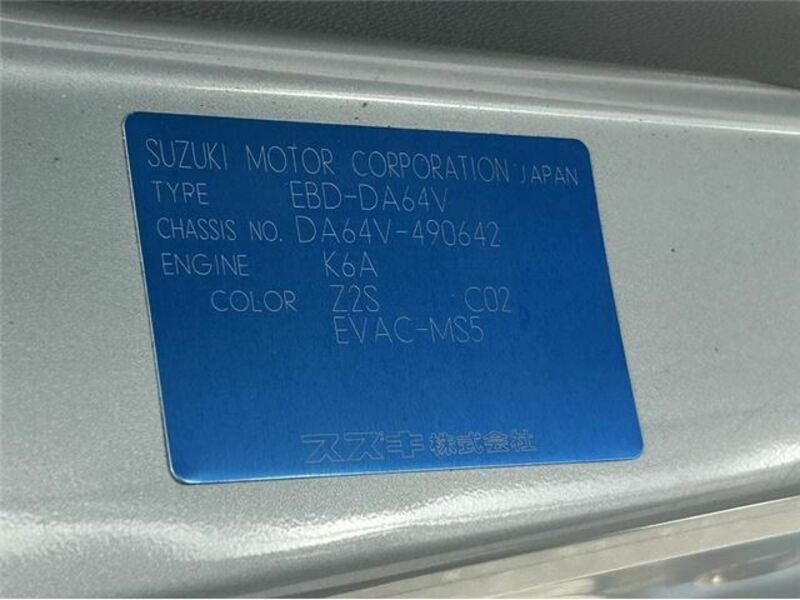 SUZUKI MOTOR CORPORATION JAPAN
TYPE EBD-DA64V
CHASSIS NO. DA64V-490642
ENGINE K6A
COLOR Z2S C02
EVAC-MS5
スズキ株式会社